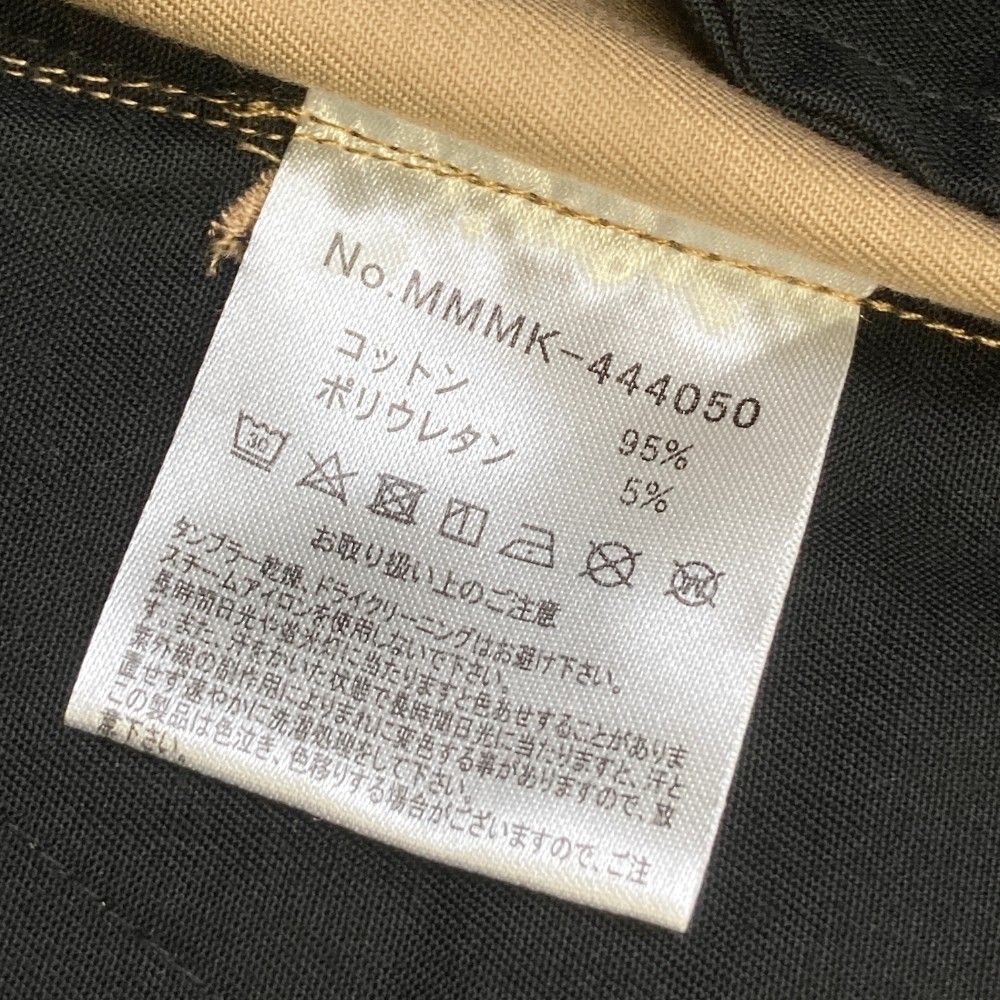 No.MMMK-444050
コットン 95%
ポリウレタン 5%
30
お取り扱い上のご注意
タンブラー乾燥、ドライクリーニングはお避け下さい。
スチームアイロンを使用しないで下さい。
長時間日光や蛍光灯に当たりますと色あせすることがありま
す。また、汗をかいた状態で長時間日光に当たりますと、汗と
紫外線の副作用によりまれに変色する事がありますので、放
置せず速やかに洗濯処理をして下さい。
この製品は色泣き、色移りする場合がございますので、ご注
意下さい。